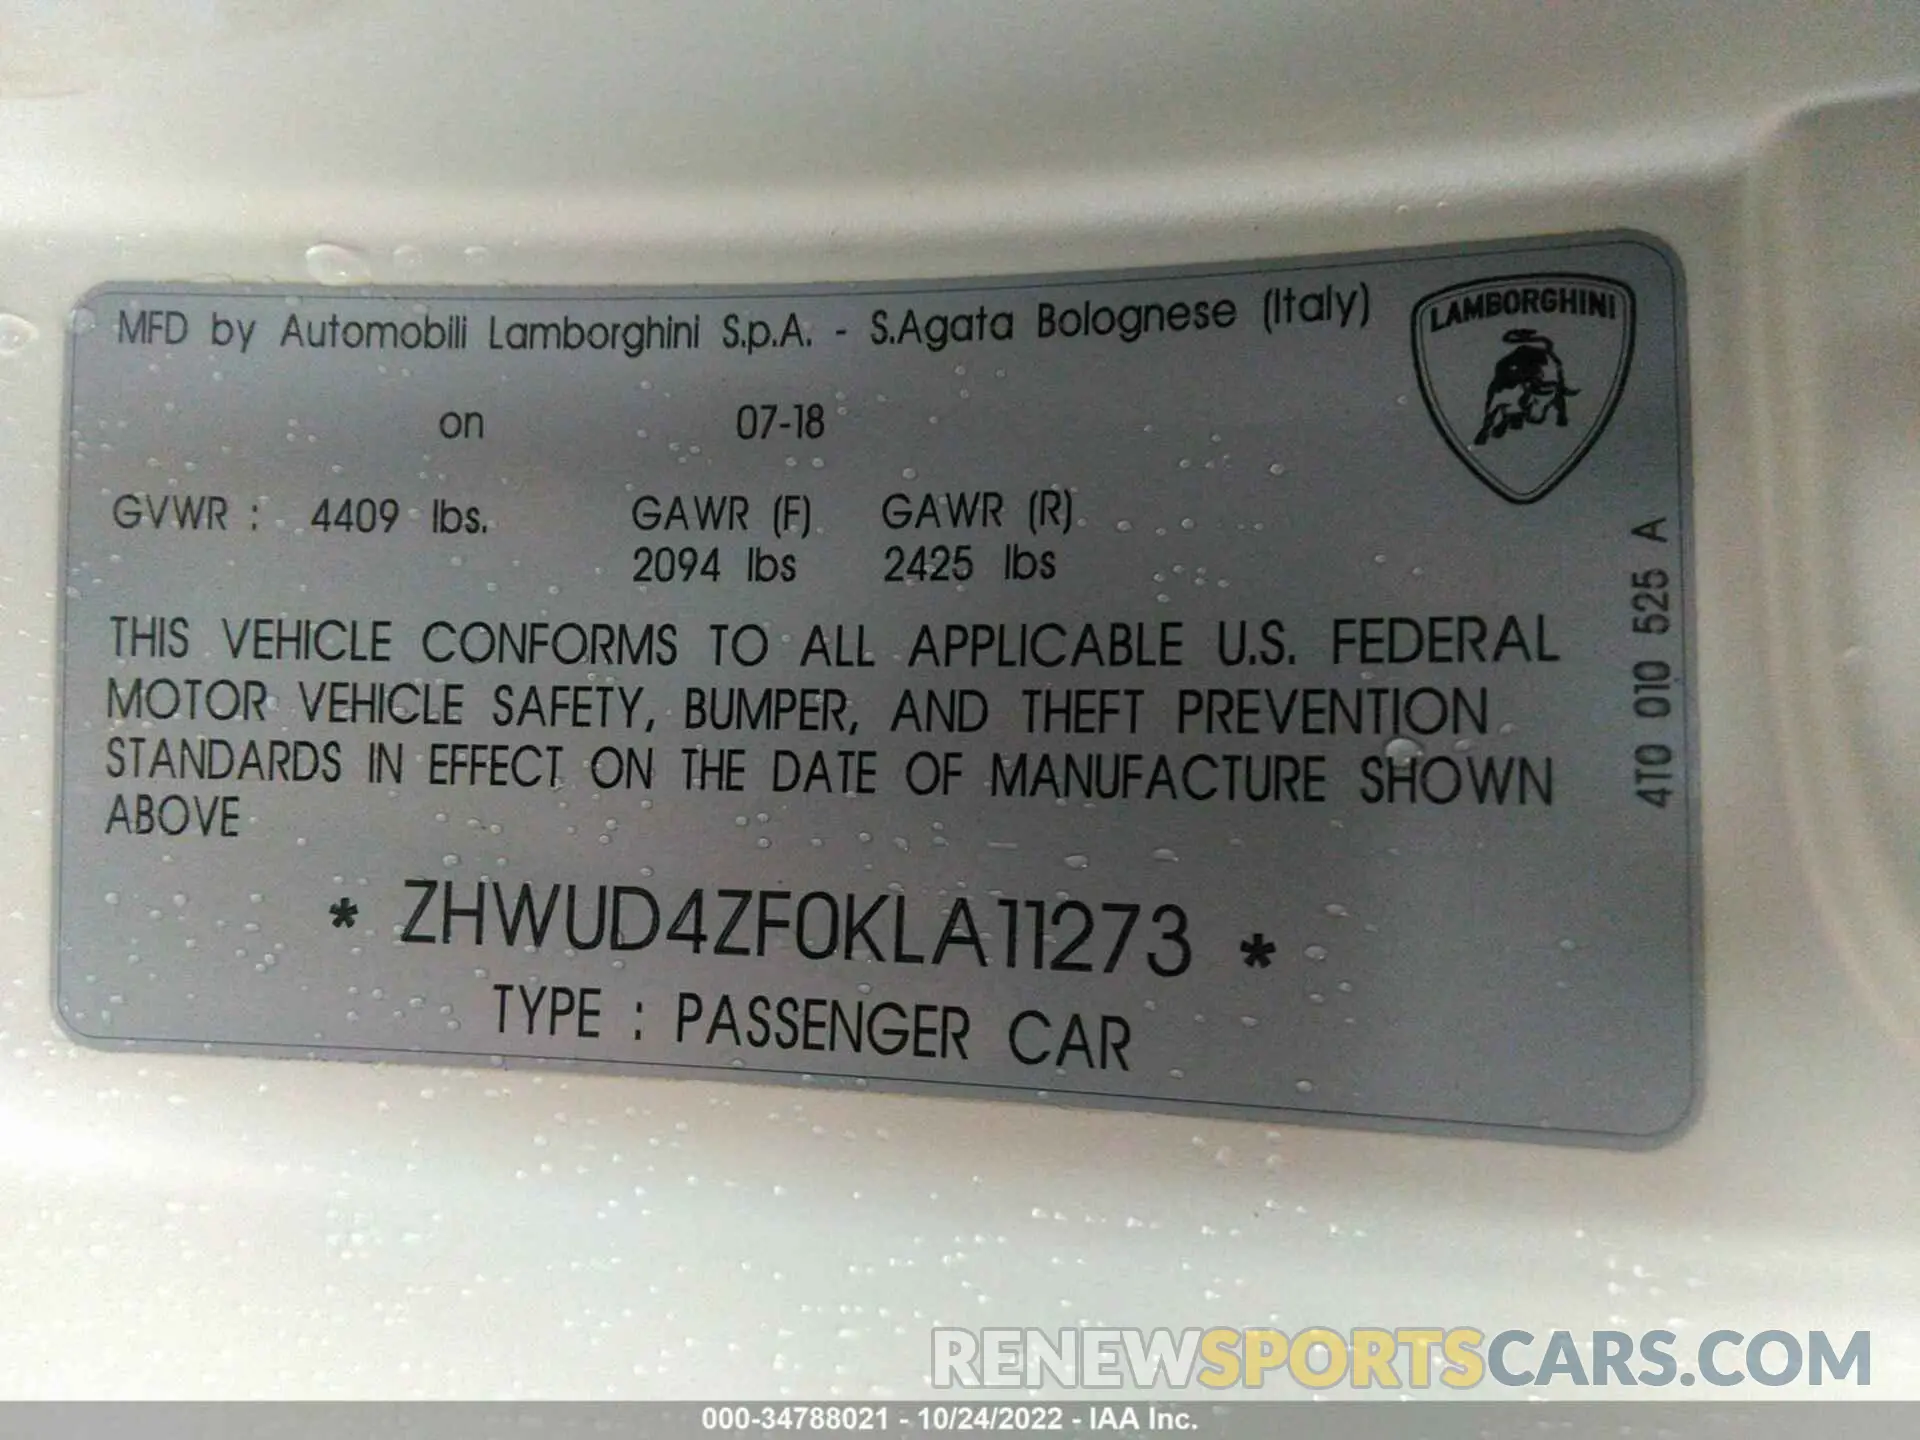 MFD by Automobili Lamborghini S.p.A. - S.Agata Bolognese (Italy)
LAMBORGHINI
on 07-18
GVWR : 4409 lbs. GAWR (F) GAWR (R)
2094 lbs 2425 lbs
THIS VEHICLE CONFORMS TO ALL APPLICABLE U.S. FEDERAL
MOTOR VEHICLE SAFETY, BUMPER, AND THEFT PREVENTION
STANDARDS IN EFFECT ON THE DATE OF MANUFACTURE SHOWN
ABOVE
* ZHWUD4ZF0KLA11273 *
TYPE : PASSENGER CAR
4T0 010 525 A
RENEWSPORTSCARS.COM
000-34788021 - 10/24/2022 - IAA Inc.